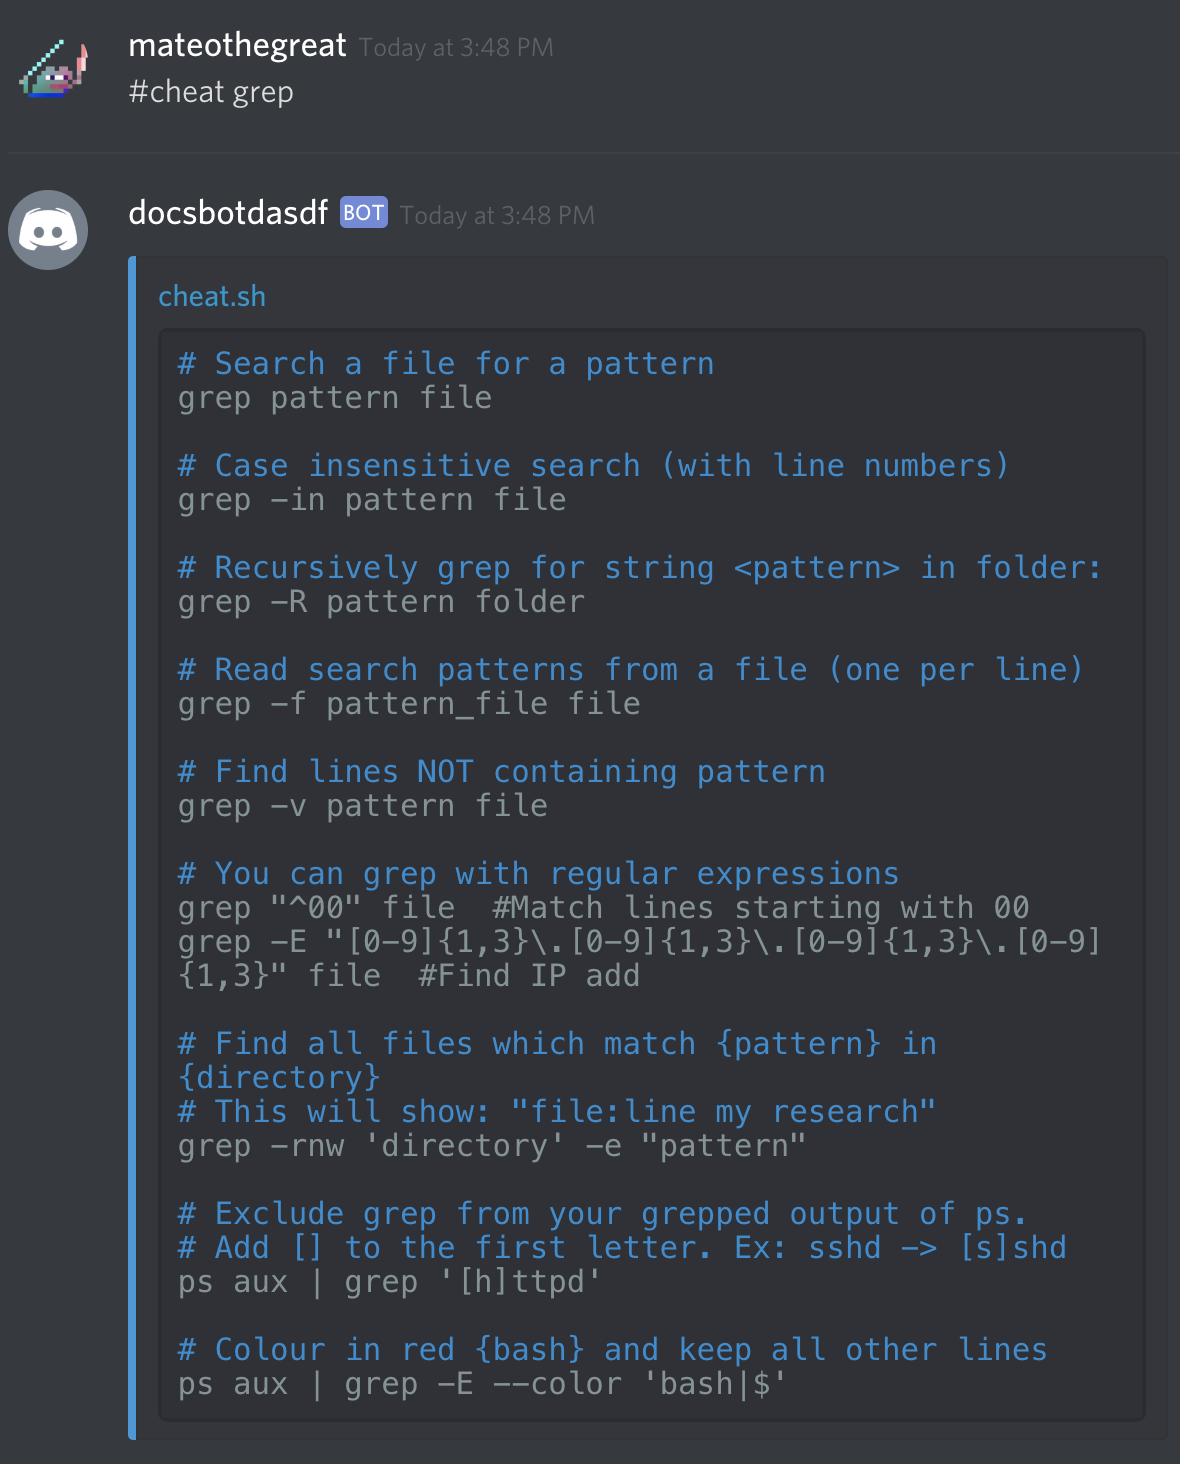 mateothegreat Today at 3:48 PM
#cheat grep
docsbotdasdf BOT Today at 3:48 PM
cheat.sh
# Search a file for a pattern
grep pattern file
# Case insensitive search (with line numbers)
grep -in pattern file
# Recursively grep for string <pattern> in folder:
grep -R pattern folder
# Read search patterns from a file (one per line)
grep -f pattern_file file
# Find lines NOT containing pattern
grep -v pattern file
# You can grep with regular expressions
grep "^00" file  #Match lines starting with 00
grep -E "[0-9]{1,3}\.[0-9]{1,3}\.[0-9]{1,3}\.[0-9]
{1,3}" file  #Find IP add
# Find all files which match {pattern} in
{directory}
# This will show: "file:line my research"
grep -rnw 'directory' -e "pattern"
# Exclude grep from your grepped output of ps.
# Add [] to the first letter. Ex: sshd -> [s]shd
ps aux | grep '[h]ttpd'
# Colour in red {bash} and keep all other lines
ps aux | grep -E --color 'bash|$'